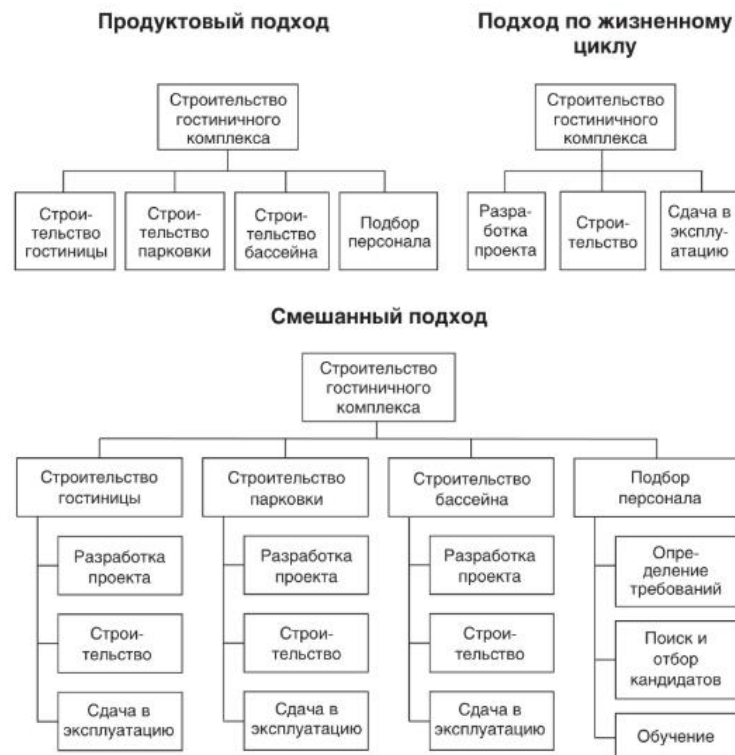 Продуктовый подход
Строительство
гостиничного
комплекса
Строи-
тельство
гостиницы
Строи-
тельство
парковки
Строи-
тельство
бассейна
Подбор
персонала
Подход по жизненному
циклу
Строительство
гостиничного
комплекса
Разра-
ботка
проекта
Строи-
тельство
Сдача в
эксплу-
атацию
Смешанный подход
Строительство
гостиничного
комплекса
Строительство
гостиницы
Разработка
проекта
Строи-
тельство
Сдача в
эксплуатацию
Строительство
парковки
Разработка
проекта
Строи-
тельство
Сдача в
эксплуатацию
Строительство
бассейна
Разработка
проекта
Строи-
тельство
Сдача в
эксплуатацию
Подбор
персонала
Опре-
деление
требований
Поиск и
отбор
кандидатов
Обучение